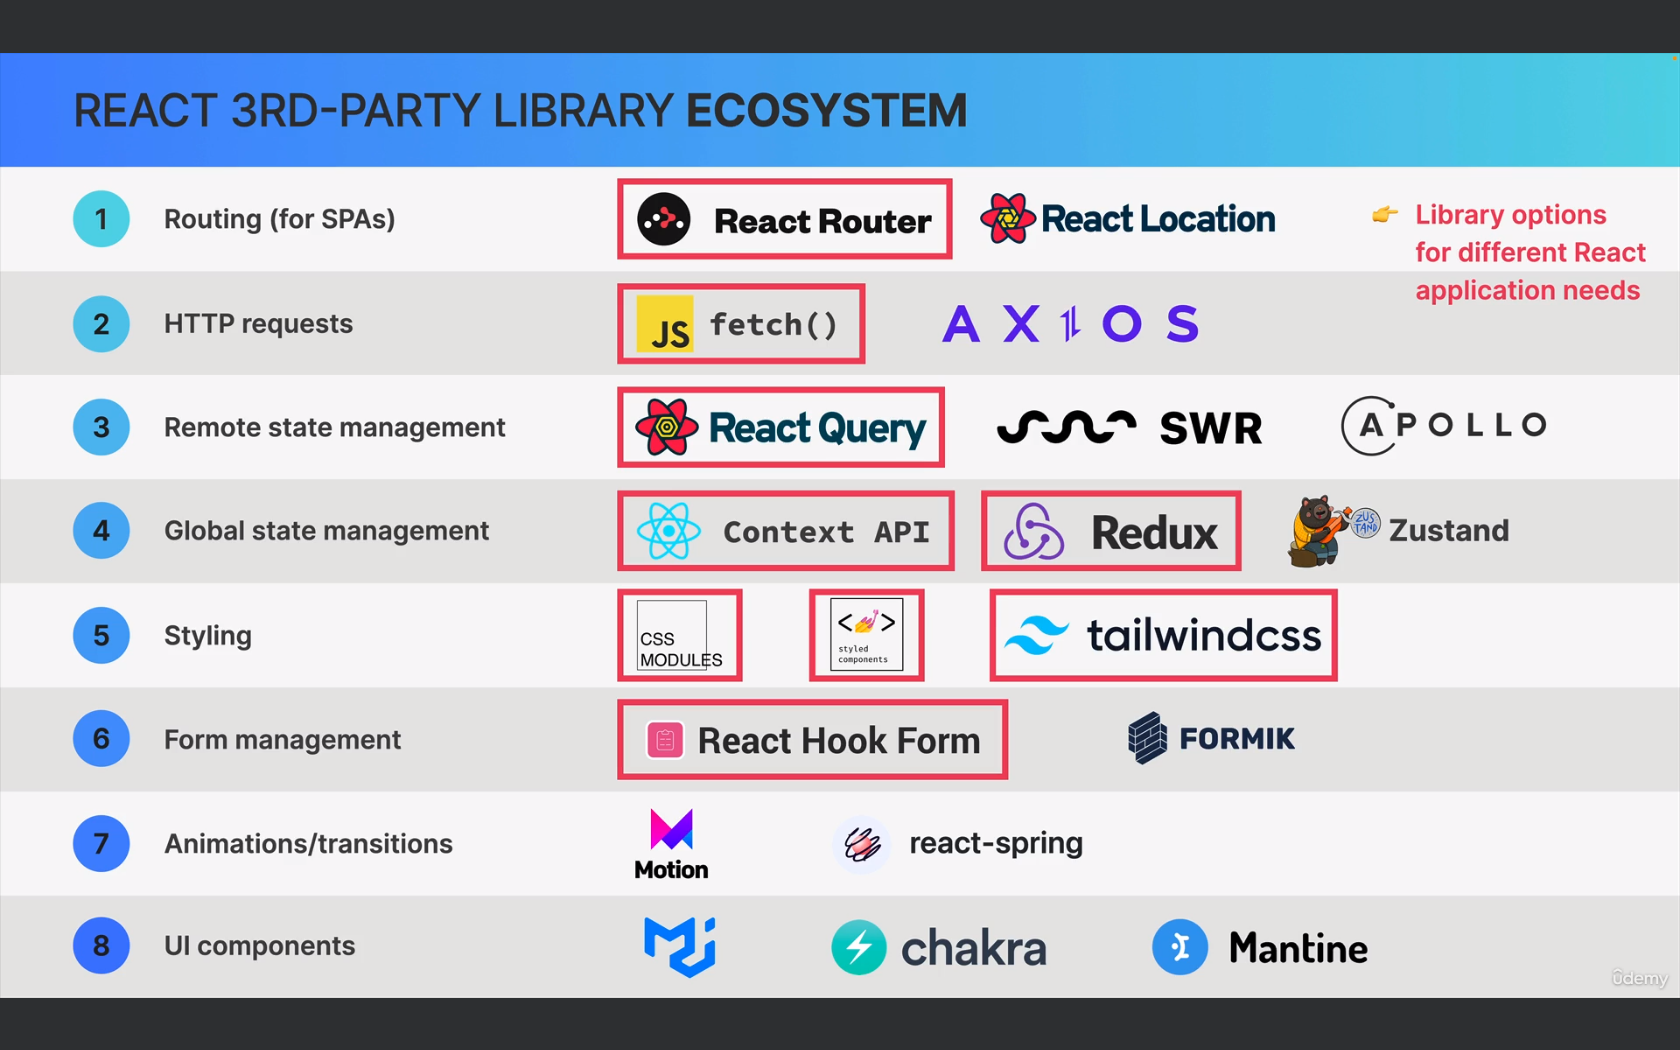 REACT 3RD-PARTY LIBRARY ECOSYSTEM
1 Routing (for SPAs) React Router React Location
👉 Library options
for different React
application needs
2 HTTP requests JS fetch() AXIOS
3 Remote state management React Query SWR APOLLO
4 Global state management Context API Redux ZUSTAND Zustand
5 Styling
CSS
MODULES
< 💅 >
styled
components
tailwindcss
6 Form management React Hook Form FORMIK
7 Animations/transitions Motion react-spring
8 UI components chakra Mantine
ûdemy